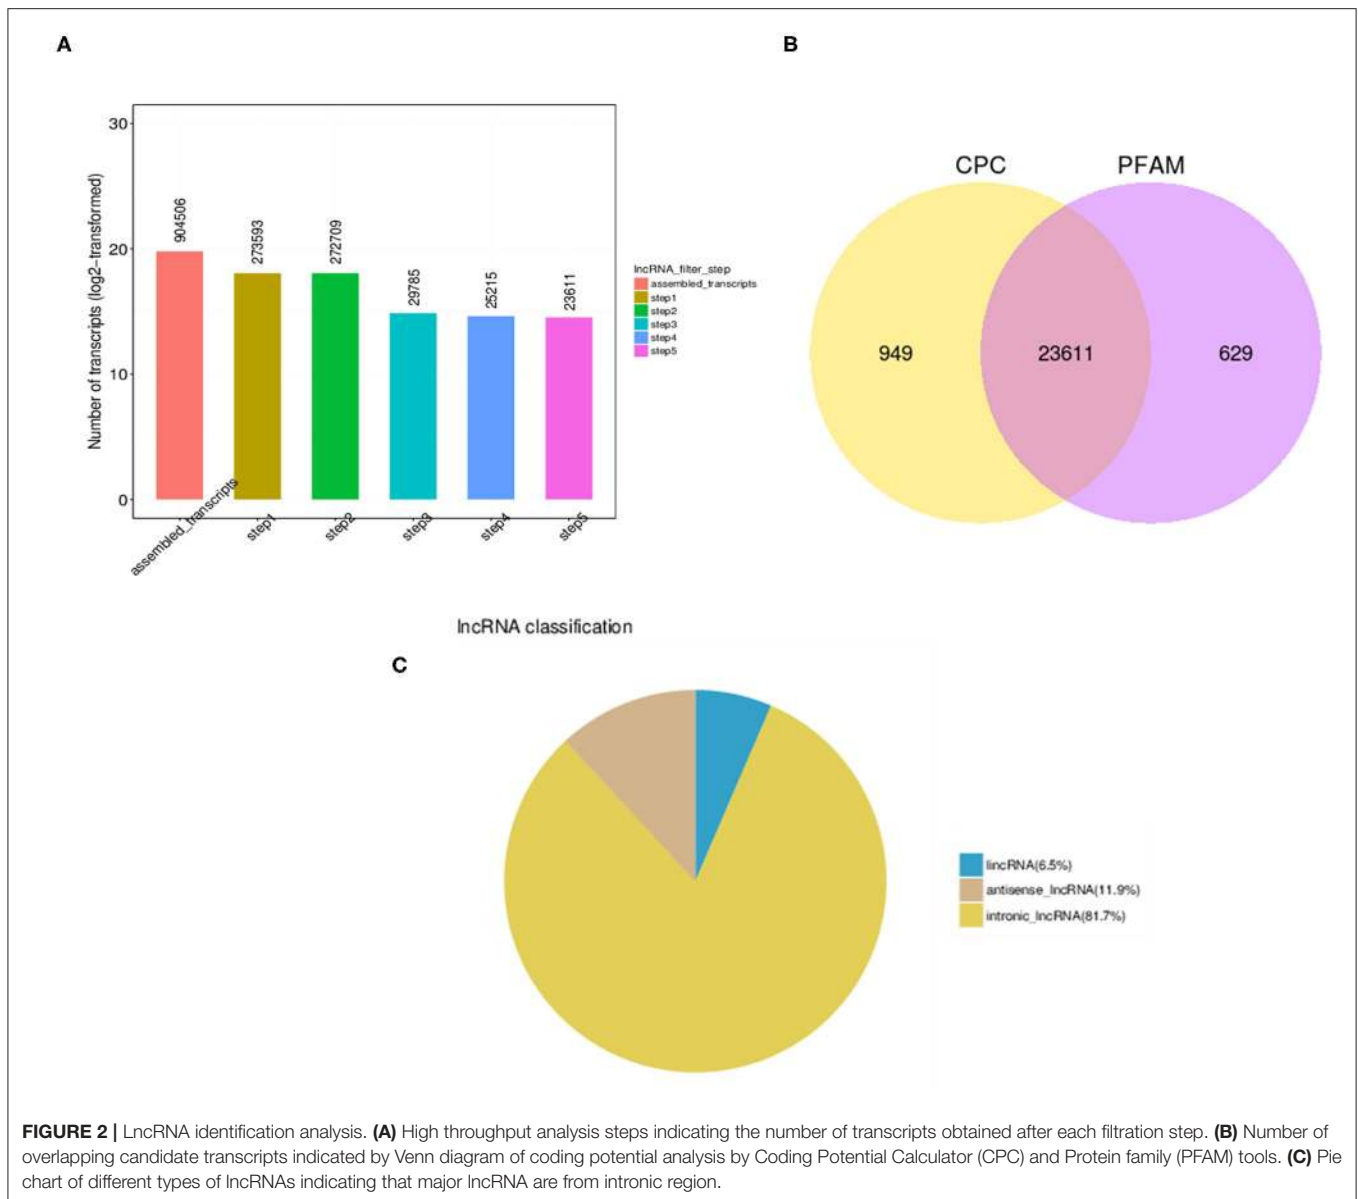 A
30
20
10
0
Number of transcripts (log2-transformed)
904506
273593
272709
29785
25215
23611
assembled_transcripts
step1
step2
step3
step4
step5
lncRNA_filter_step
assembled_transcripts
step1
step2
step3
step4
step5
B
CPC PFAM
949 23611 629
lncRNA classification
C
lincRNA(6.5%)
antisense_lncRNA(11.9%)
intronic_lncRNA(81.7%)
FIGURE 2 | LncRNA identification analysis. (A) High throughput analysis steps indicating the number of transcripts obtained after each filtration step. (B) Number of
overlapping candidate transcripts indicated by Venn diagram of coding potential analysis by Coding Potential Calculator (CPC) and Protein family (PFAM) tools. (C) Pie
chart of different types of lncRNAs indicating that major lncRNA are from intronic region.